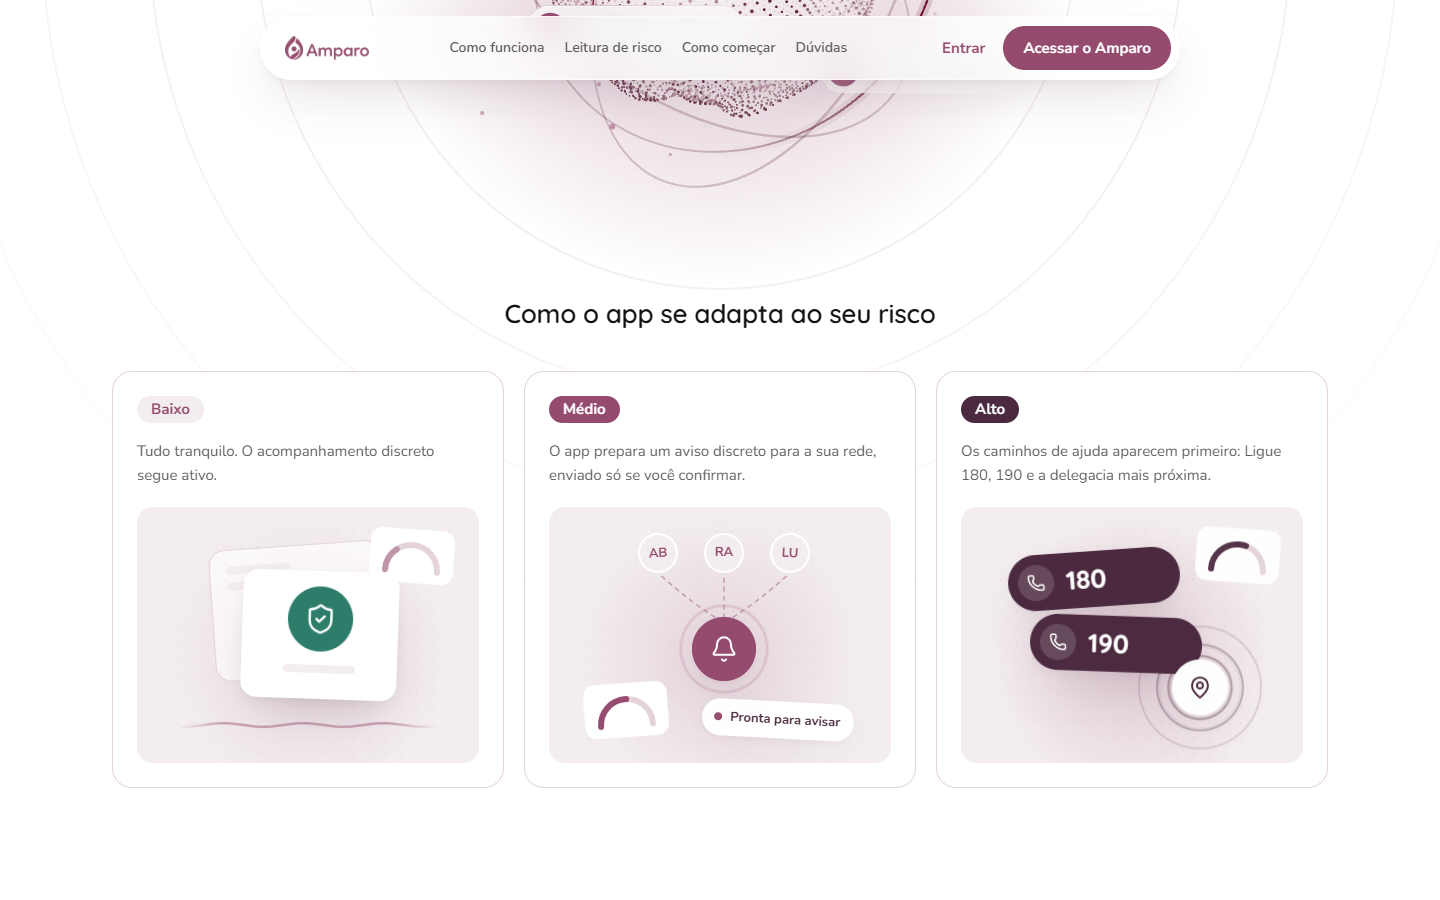 Amparo
Como funciona
Leitura de risco
Como começar
Dúvidas
Entrar
Acessar o Amparo
Como o app se adapta ao seu risco
Baixo
Tudo tranquilo. O acompanhamento discreto
segue ativo.
Médio
O app prepara um aviso discreto para a sua rede,
enviado só se você confirmar.
AB
RA
LU
Pronta para avisar
Alto
Os caminhos de ajuda aparecem primeiro: Ligue
180, 190 e a delegacia mais próxima.
180
190